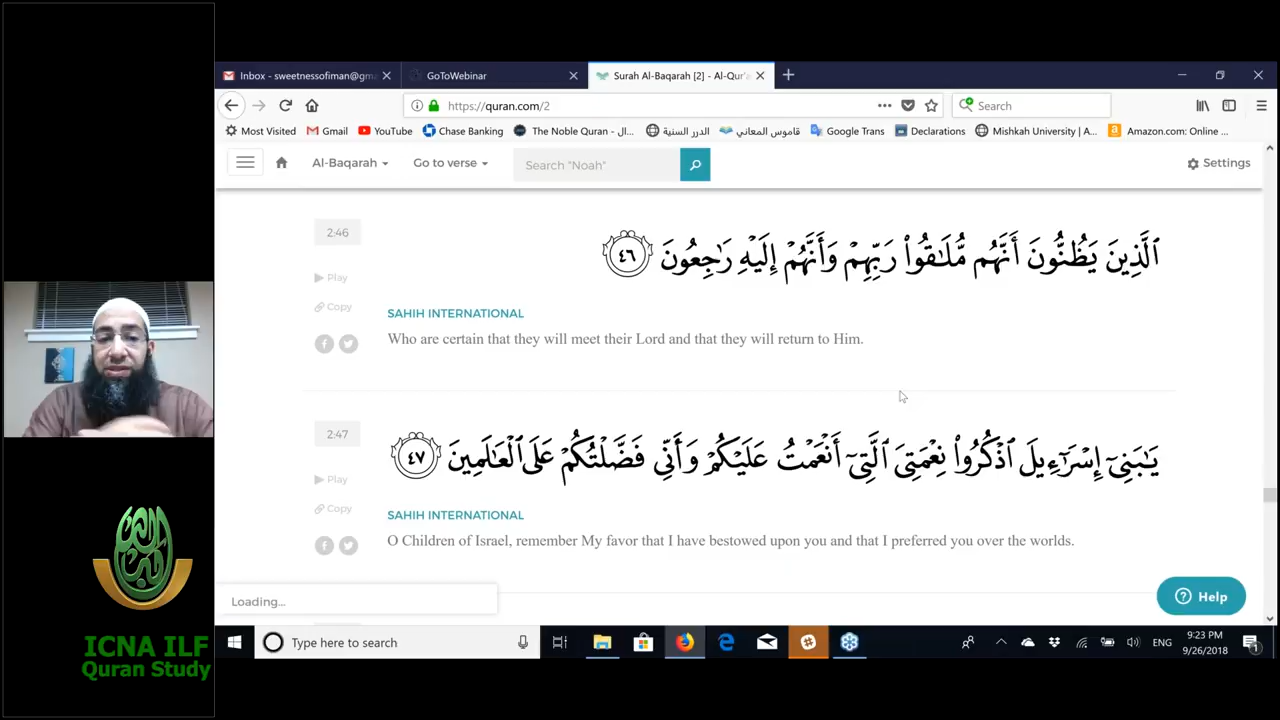 Inbox - sweetnessofiman@gma
GoToWebinar
Surah Al-Baqarah [2] - Al-Qur'a
https://quran.com/2
Search
Most Visited
Gmail
YouTube
Chase Banking
The Noble Quran - ال...
الدرر السنية
قاموس المعاني
Google Trans
Declarations
Mishkah University | A...
Amazon.com: Online ...
Al-Baqarah
Go to verse
Search "Noah"
Settings
2:46
ٱلَّذِينَ يَظُنُّونَ أَنَّهُم مُّلَـٰقُوا۟ رَبِّهِمْ وَأَنَّهُمْ إِلَيْهِ رَٰجِعُونَ ٤٦
Play
Copy
SAHIH INTERNATIONAL
Who are certain that they will meet their Lord and that they will return to Him.
2:47
يَـٰبَنِىٓ إِسْرَٰٓءِيلَ ٱذْكُرُوا۟ نِعْمَتِىَ ٱلَّتِىٓ أَنْعَمْتُ عَلَيْكُمْ وَأَنِّى فَضَّلْتُكُمْ عَلَى ٱلْعَـٰلَمِينَ ٤٧
Play
Copy
SAHIH INTERNATIONAL
O Children of Israel, remember My favor that I have bestowed upon you and that I preferred you over the worlds.
Loading...
Help
Type here to search
ENG
9:23 PM
9/26/2018
1
ICNA ILF
Quran Study